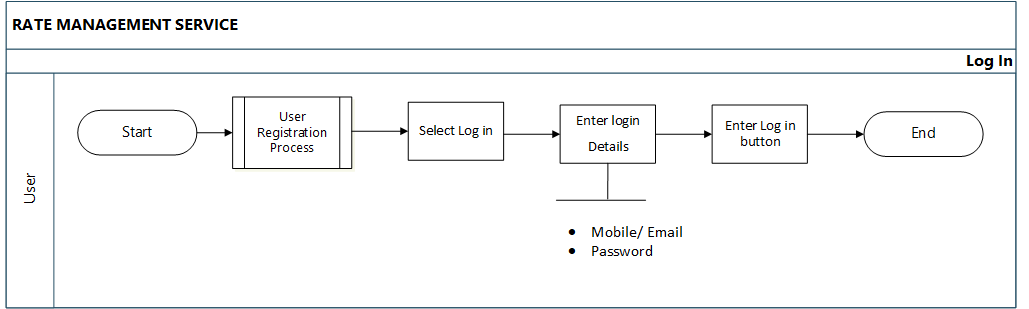 RATE MANAGEMENT SERVICE
Log In
User
Start
User
Registration
Process
Select Log in
Enter login
Details
Enter Log in
button
End
• Mobile/ Email
• Password